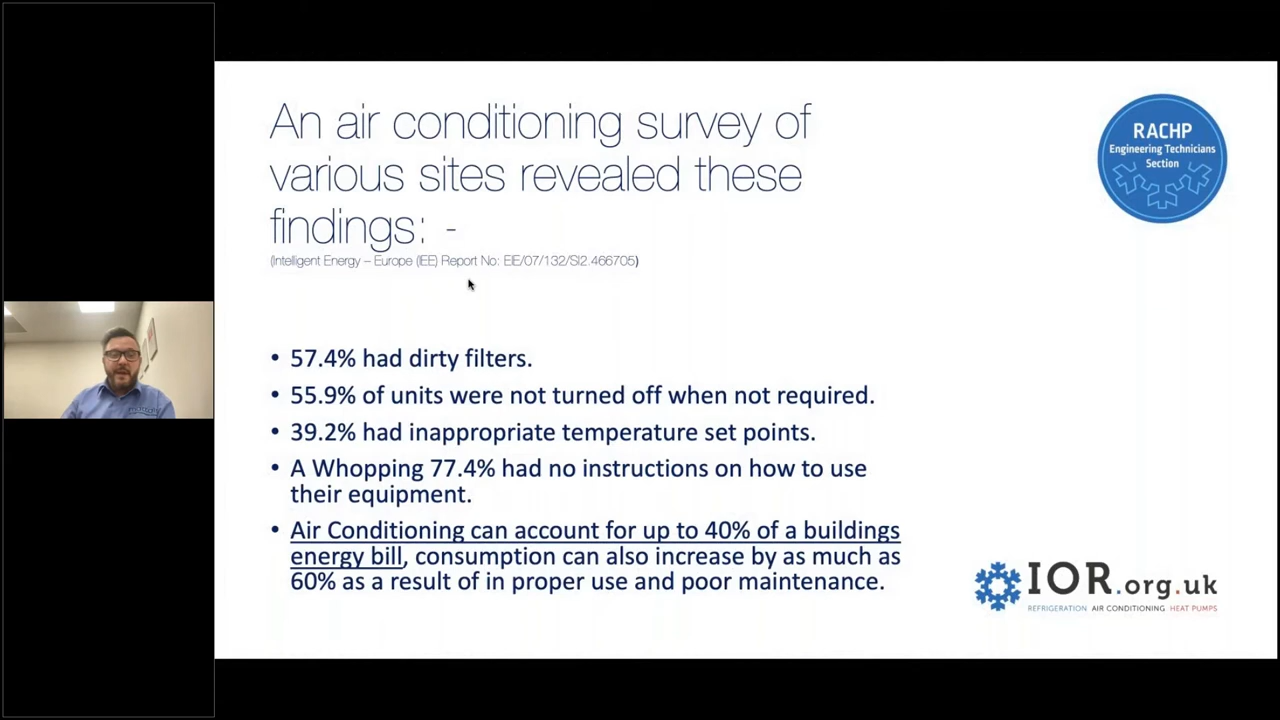 An air conditioning survey of
various sites revealed these
findings: -
(Intelligent Energy – Europe (IEE) Report No: EIE/07/132/SI2.466705)
• 57.4% had dirty filters.
• 55.9% of units were not turned off when not required.
• 39.2% had inappropriate temperature set points.
• A Whopping 77.4% had no instructions on how to use
their equipment.
• Air Conditioning can account for up to 40% of a buildings
energy bill, consumption can also increase by as much as
60% as a result of in proper use and poor maintenance.
RACHP
Engineering Technicians
Section
IOR.org.uk
REFRIGERATION AIR CONDITIONING HEAT PUMPS